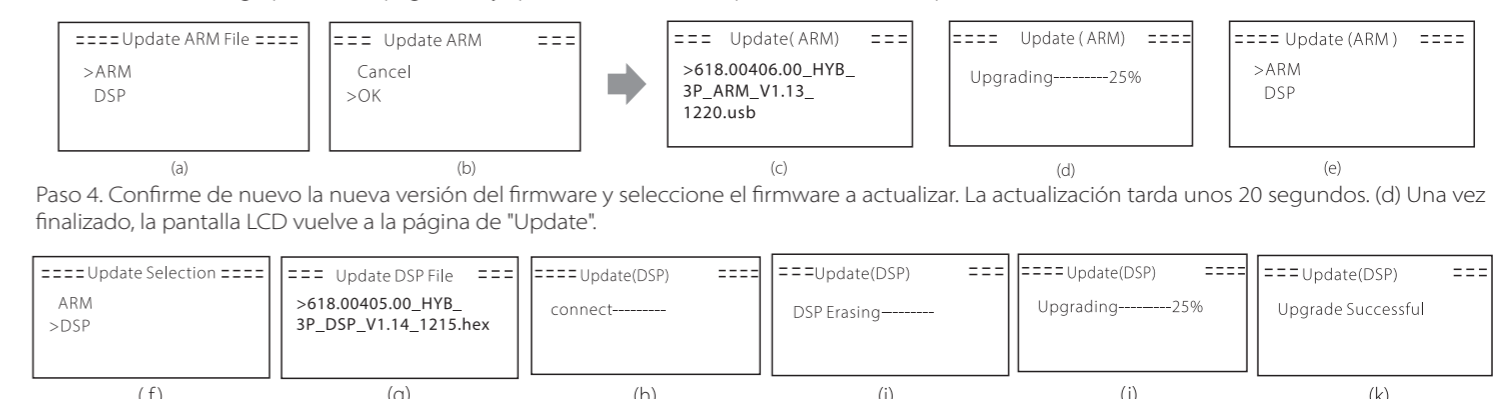 ====Update ARM File ====
>ARM
DSP
=== Update ARM ===
Cancel
>OK
=== Update( ARM) ===
>618.00406.00_HYB_
3P_ARM_V1.13_
1220.usb
==== Update ( ARM) ====
Upgrading---------25%
==== Update (ARM ) ====
>ARM
DSP
(a)
(b)
(c)
(d)
(e)
Paso 4. Confirme de nuevo la nueva versión del firmware y seleccione el firmware a actualizar. La actualización tarda unos 20 segundos. (d) Una vez
finalizado, la pantalla LCD vuelve a la página de "Update".
====Update Selection ====
ARM
>DSP
=== Update DSP File ===
>618.00405.00_HYB_
3P_DSP_V1.14_1215.hex
====Update(DSP) ====
connect---------
===Update(DSP) ===
DSP Erasing---------
====Update(DSP) ====
Upgrading---------25%
===Update(DSP) ===
Upgrade Successful
( f )
(g)
(h)
(i)
(j)
(k)